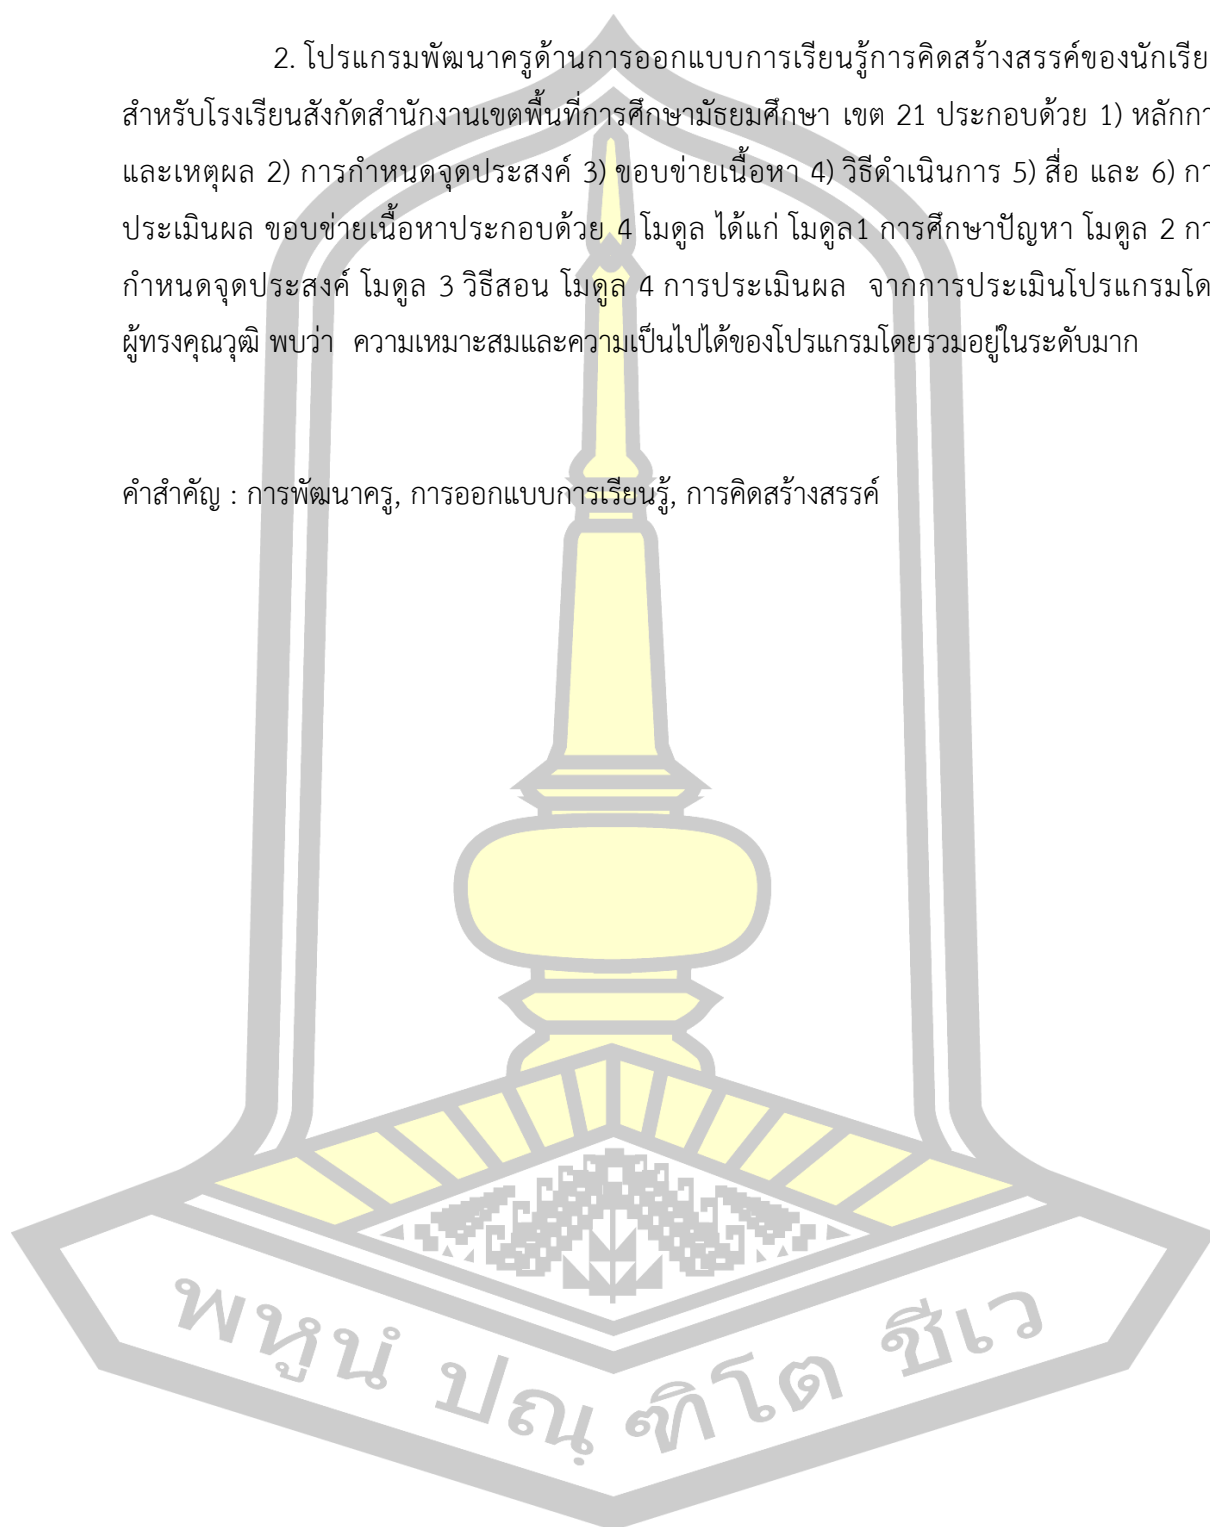 2. โปรแกรมพัฒนาครูด้านการออกแบบการเรียนรู้การคิดสร้างสรรค์ของนักเรีย
สำหรับโรงเรียนสังกัดสำนักงานเขตพื้นที่การศึกษามัธยมศึกษา เขต 21 ประกอบด้วย 1) หลักกา
และเหตุผล 2) การกำหนดจุดประสงค์ 3) ขอบข่ายเนื้อหา 4) วิธีดำเนินการ 5) สื่อ และ 6) กา
ประเมินผล ขอบข่ายเนื้อหาประกอบด้วย 4 โมดูล ได้แก่ โมดูล1 การศึกษาปัญหา โมดูล 2 กา
กำหนดจุดประสงค์ โมดูล 3 วิธีสอน โมดูล 4 การประเมินผล จากการประเมินโปรแกรมโด
ผู้ทรงคุณวุฒิ พบว่า ความเหมาะสมและความเป็นไปได้ของโปรแกรมโดยรวมอยู่ในระดับมาก
คำสำคัญ : การพัฒนาครู, การออกแบบการเรียนรู้, การคิดสร้างสรรค์
พหูนํ ปณฺฑิโต ชีเว